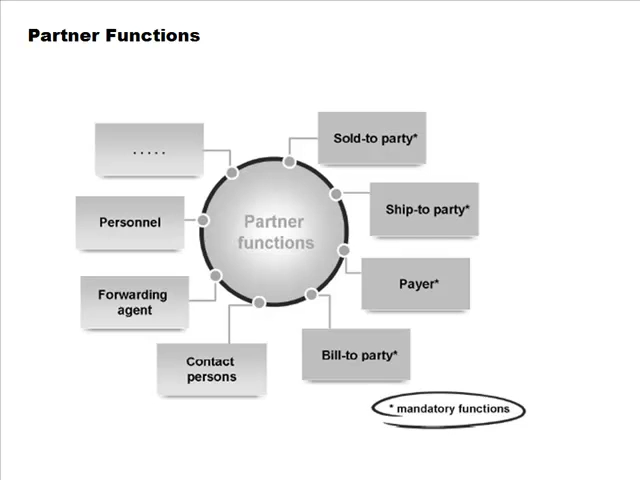 Partner Functions
Sold-to party*
. . . . .
Ship-to party*
Personnel
Partner
functions
Payer*
Forwarding
agent
Bill-to party*
Contact
persons
* mandatory functions